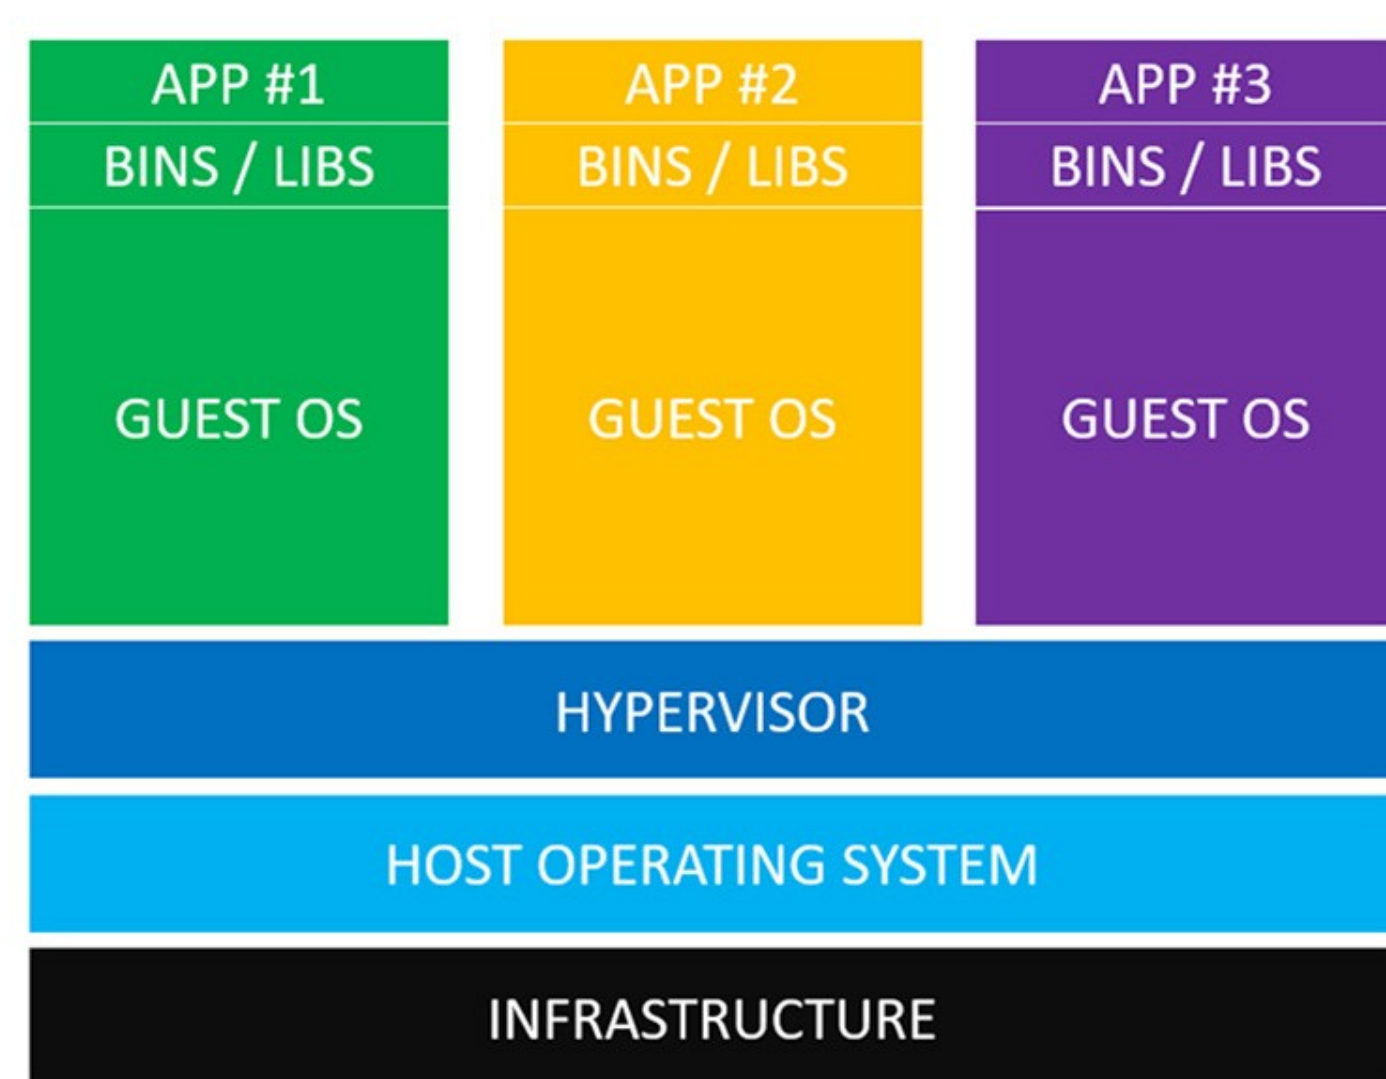 APP #1
APP #2
APP #3
BINS / LIBS
BINS / LIBS
BINS / LIBS
GUEST OS
GUEST OS
GUEST OS
HYPERVISOR
HOST OPERATING SYSTEM
INFRASTRUCTURE